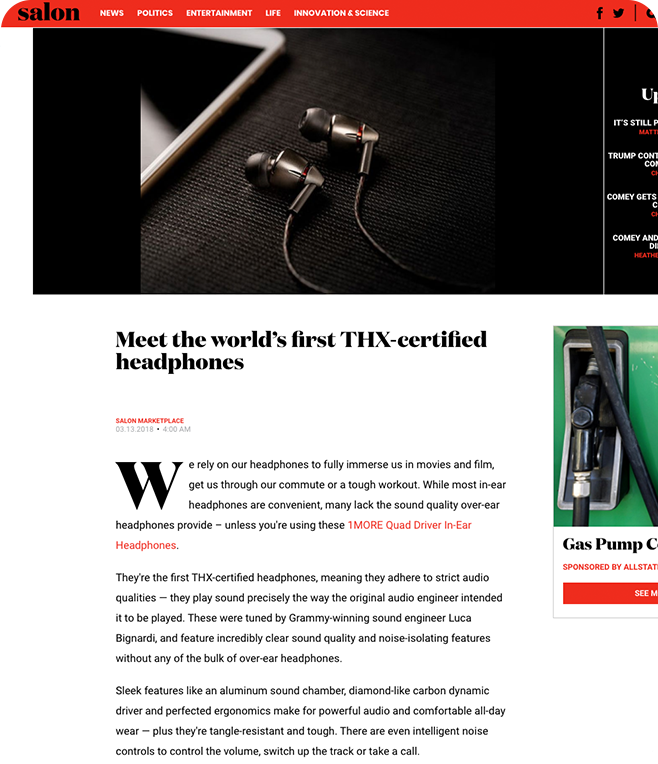 salon NEWS POLITICS ENTERTAINMENT LIFE INNOVATION & SCIENCE
IT'S STILL
TRUMP
COMEY GETS
COMEY AND
Meet the world's first THX-certified
headphones
SALON MARKETPLACE
03.13.2018 • 4:00 AM
We rely on our headphones to fully immerse us in movies and film,
get us through our commute or a tough workout. While most in-ear
headphones are convenient, many lack the sound quality over-ear
headphones provide – unless you're using these 1MORE Quad Driver In-Ear
Headphones.
They're the first THX-certified headphones, meaning they adhere to strict audio
qualities — they play sound precisely the way the original audio engineer intended
it to be played. These were tuned by Grammy-winning sound engineer Luca
Bignardi, and feature incredibly clear sound quality and noise-isolating features
without any of the bulk of over-ear headphones.
Sleek features like an aluminum sound chamber, diamond-like carbon dynamic
driver and perfected ergonomics make for powerful audio and comfortable all-day
wear — plus they're tangle-resistant and tough. There are even intelligent noise
controls to control the volume, switch up the track or take a call.
Gas Pump
SPONSORED BY
SEE